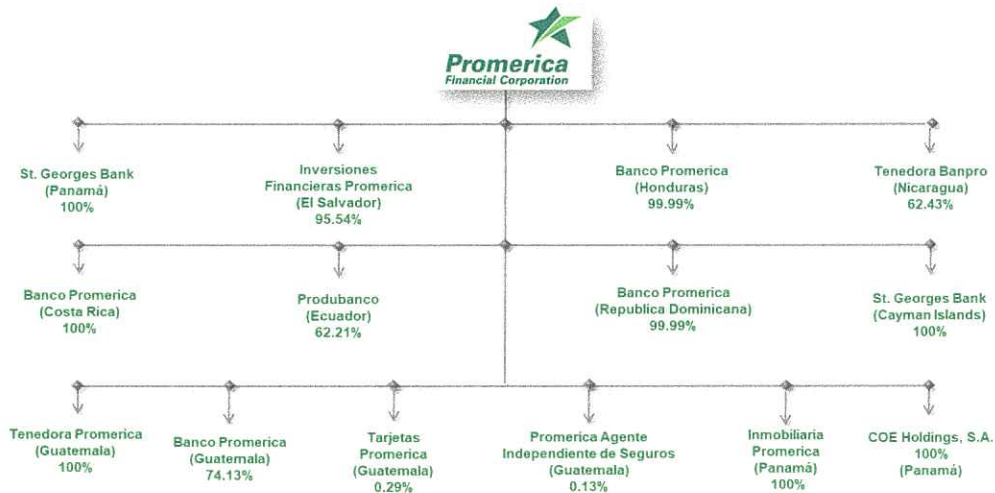 Promerica
Financial Corporation
St. Georges Bank
(Panamá)
100%
Inversiones
Financieras Promerica
(El Salvador)
95.54%
Banco Promerica
(Honduras)
99.99%
Tenedora Banpro
(Nicaragua)
62.43%
Banco Promerica
(Costa Rica)
100%
Produbanco
(Ecuador)
62.21%
Banco Promerica
(Republica Dominicana)
99.99%
St. Georges Bank
(Cayman Islands)
100%
Tenedora Promerica
(Guatemala)
100%
Banco Promerica
(Guatemala)
74.13%
Tarjetas
Promerica
(Guatemala)
0.29%
Promerica Agente
Independiente de Seguros
(Guatemala)
0.13%
Inmobiliaria
Promerica
(Panamá)
100%
COE Holdings, S.A.
100%
(Panamá)